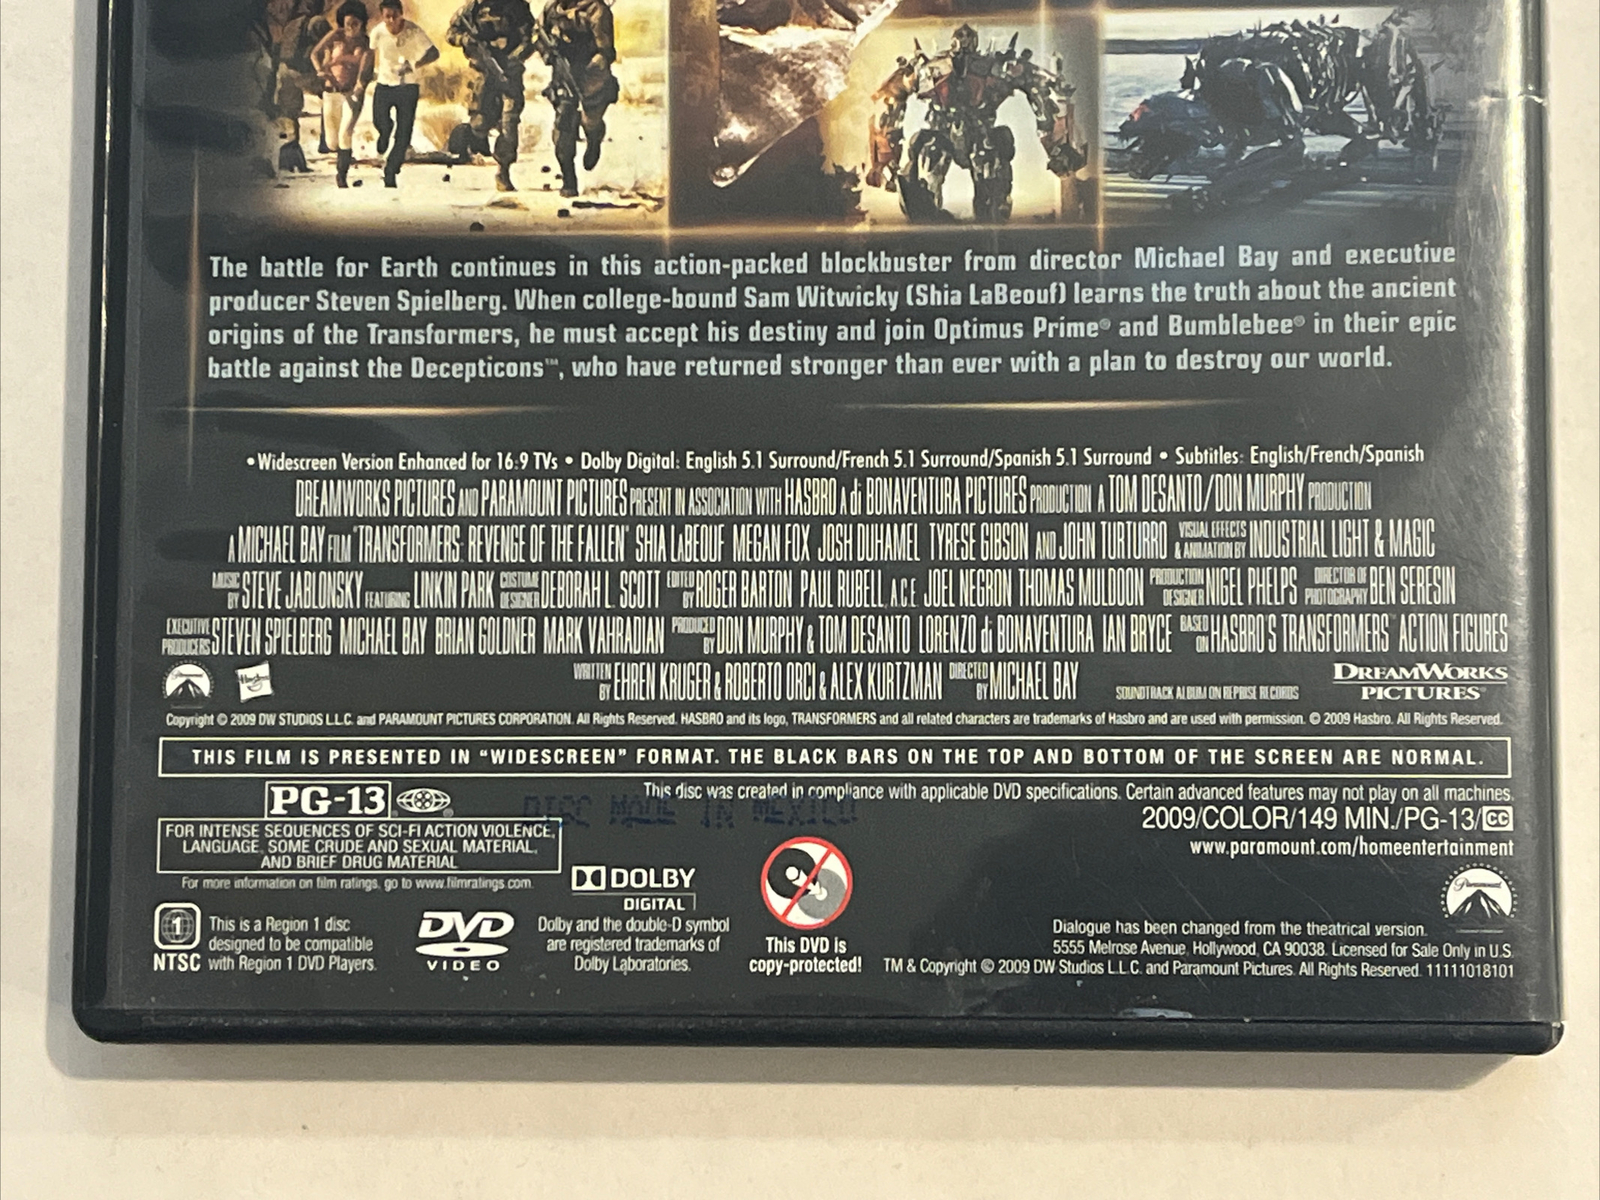 The battle for Earth continues in this action-packed blockbuster from director Michael Bay and executive
producer Steven Spielberg. When college-bound Sam Witwicky (Shia LaBeouf) learns the truth about the ancient
origins of the Transformers, he must accept his destiny and join Optimus Prime® and Bumblebee® in their epic
battle against the Decepticons™, who have returned stronger than ever with a plan to destroy our world.
•Widescreen Version Enhanced for 16:9 TVs • Dolby Digital: English 5.1 Surround/French 5.1 Surround/Spanish 5.1 Surround • Subtitles: English/French/Spanish
DREAMWORKS PICTURES AND PARAMOUNT PICTURES PRESENT IN ASSOCIATION WITH HASBRO A di BONAVENTURA PICTURES PRODUCTION A TOM DESANTO/DON MURPHY PRODUCTION
A MICHAEL BAY FILM "TRANSFORMERS: REVENGE OF THE FALLEN" SHIA LABEOUF MEGAN FOX JOSH DUHAMEL TYRESE GIBSON AND JOHN TURTURRO VISUAL EFFECTS & ANIMATION BY INDUSTRIAL LIGHT & MAGIC
MUSIC BY STEVE JABLONSKY FEATURING LINKIN PARK COSTUME DESIGNER DEBORAH L. SCOTT EDITED BY ROGER BARTON PAUL RUBELL, A.C.E. JOEL NEGRON THOMAS MULDOON PRODUCTION DESIGNER NIGEL PHELPS DIRECTOR OF PHOTOGRAPHY BEN SERESIN
EXECUTIVE PRODUCERS STEVEN SPIELBERG MICHAEL BAY BRIAN GOLDNER MARK VAHRADIAN PRODUCED BY DON MURPHY & TOM DESANTO LORENZO di BONAVENTURA IAN BRYCE BASED ON HASBRO'S TRANSFORMERS™ ACTION FIGURES
Paramount Hasbro WRITTEN BY EHREN KRUGER & ROBERTO ORCI & ALEX KURTZMAN DIRECTED BY MICHAEL BAY SOUNDTRACK ALBUM ON REPRISE RECORDS DREAMWORKS
PICTURES®
Copyright © 2009 DW STUDIOS L.L.C. and PARAMOUNT PICTURES CORPORATION. All Rights Reserved. HASBRO and its logo, TRANSFORMERS and all related characters are trademarks of Hasbro and are used with permission. © 2009 Hasbro. All Rights Reserved.
THIS FILM IS PRESENTED IN "WIDESCREEN" FORMAT. THE BLACK BARS ON THE TOP AND BOTTOM OF THE SCREEN ARE NORMAL.
This disc was created in compliance with applicable DVD specifications. Certain advanced features may not play on all machines.
DISC MADE IN MEXICO
PG-13 ®
FOR INTENSE SEQUENCES OF SCI-FI ACTION VIOLENCE,
LANGUAGE, SOME CRUDE AND SEXUAL MATERIAL,
AND BRIEF DRUG MATERIAL
For more information on film ratings, go to www.filmratings.com.
2009/COLOR/149 MIN./PG-13/CC
www.paramount.com/homeentertainment
Paramount
1
NTSC
This is a Region 1 disc
designed to be compatible
with Region 1 DVD Players.
DVD
VIDEO
DOLBY
DIGITAL
Dolby and the double-D symbol
are registered trademarks of
Dolby Laboratories.
This DVD is
copy-protected!
Dialogue has been changed from the theatrical version.
5555 Melrose Avenue, Hollywood, CA 90038. Licensed for Sale Only in U.S.
TM & Copyright © 2009 DW Studios L.L.C. and Paramount Pictures. All Rights Reserved. 11111018101